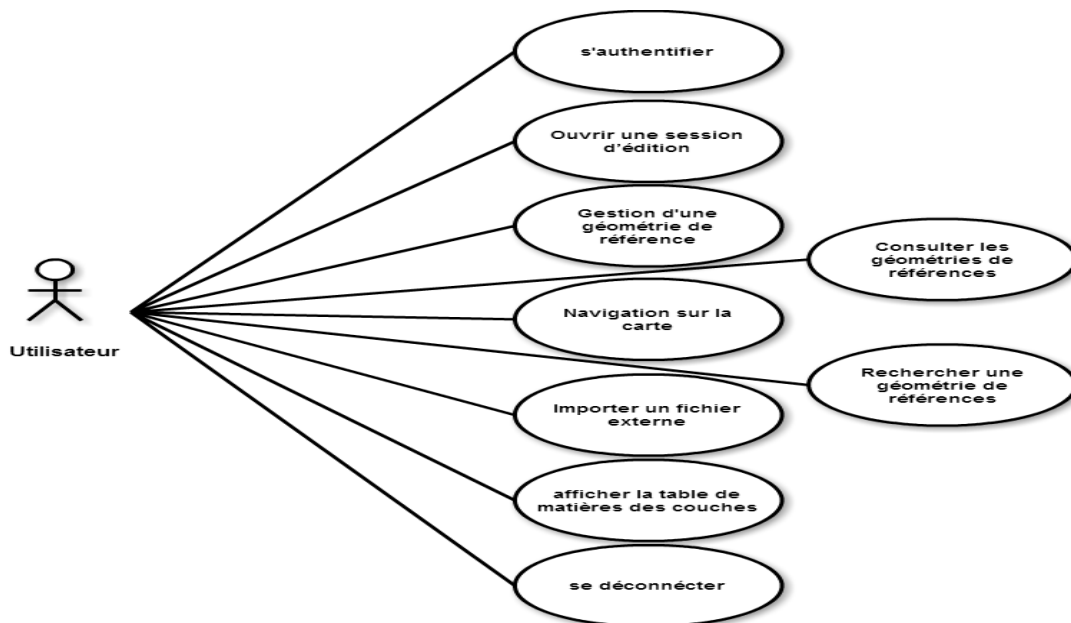 s'authentifier
Ouvrir une session
d'édition
Gestion d'une
géométrie de
référence
Consulter les
géométries de
références
Navigation sur la
carte
Utilisateur
Rechercher une
géométrie de
références
Importer un fichier
externe
afficher la table de
matières des couches
se déconnécter